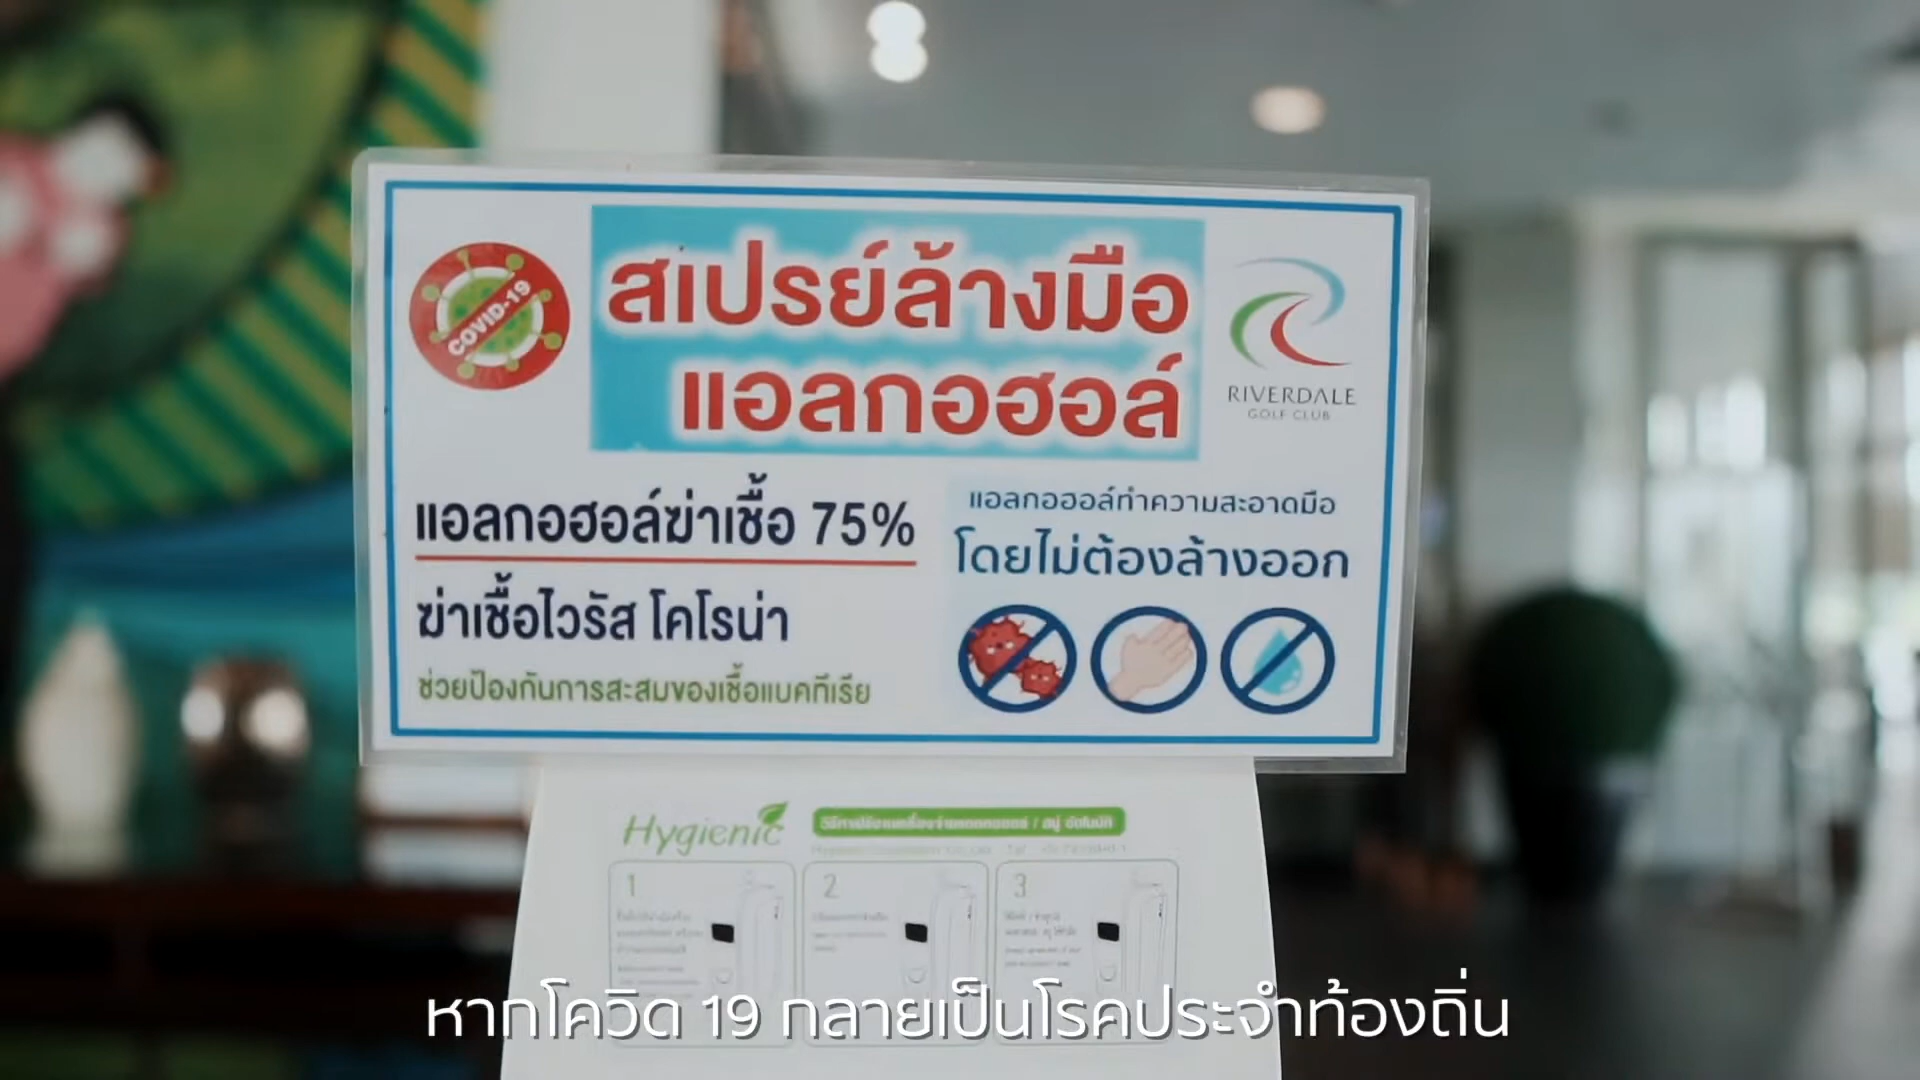 สเปรย์ล้างมือ
แอลกอฮอล์
COVID-19
RIVERDALE
GOLF CLUB
แอลกอฮอล์ฆ่าเชื้อ 75%
ฆ่าเชื้อไวรัส โคโรน่า
ช่วยป้องกันการสะสมของเชื้อแบคทีเรีย
แอลกอฮอล์ทำความสะอาดมือ
โดยไม่ต้องล้างออก
Hygienic
1
2
3
หากโควิด 19 กลายเป็นโรคประจำท้องถิ่น